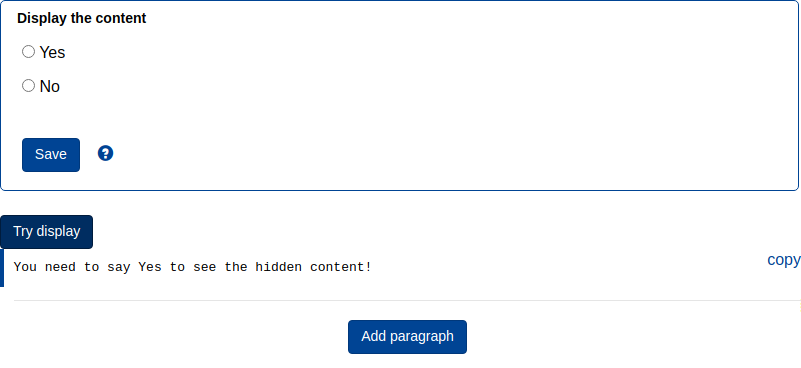 Display the content
Yes
No
Save
Try display
You need to say Yes to see the hidden content!
copy
Add paragraph